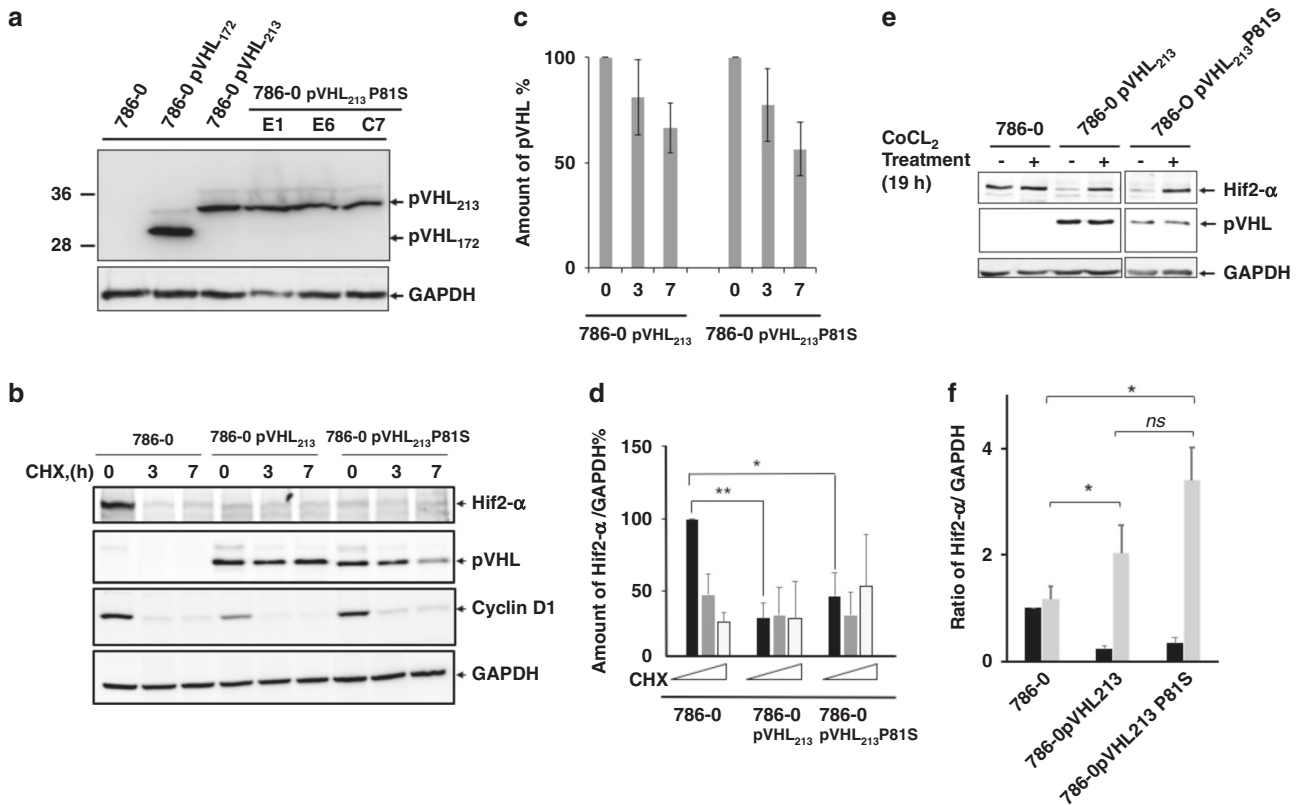 a
786-0
786-0 pVHL172
786-0 pVHL213
786-0 pVHL213P81S
E1 E6 C7
36
28
pVHL213
pVHL172
GAPDH
b
786-0 786-0 pVHL213 786-0 pVHL213P81S
CHX,(h) 0 3 7 0 3 7 0 3 7
Hif2-α
pVHL
Cyclin D1
GAPDH
c
Amount of pVHL %
100
50
0
0 3 7 0 3 7
786-0 pVHL213 786-0 pVHL213P81S
d
Amount of Hif2-α/GAPDH%
150
100
50
0
*
**
CHX
786-0 786-0 786-0
pVHL213 pVHL213P81S
e
786-0
786-0 pVHL213
786-O pVHL213P81S
CoCL2
Treatment
(19 h)
- + - + - +
Hif2-α
pVHL
GAPDH
f
Ratio of Hif2-α/ GAPDH
4
2
0
*
ns
*
786-0
786-0pVHL213
786-0pVHL213 P81S